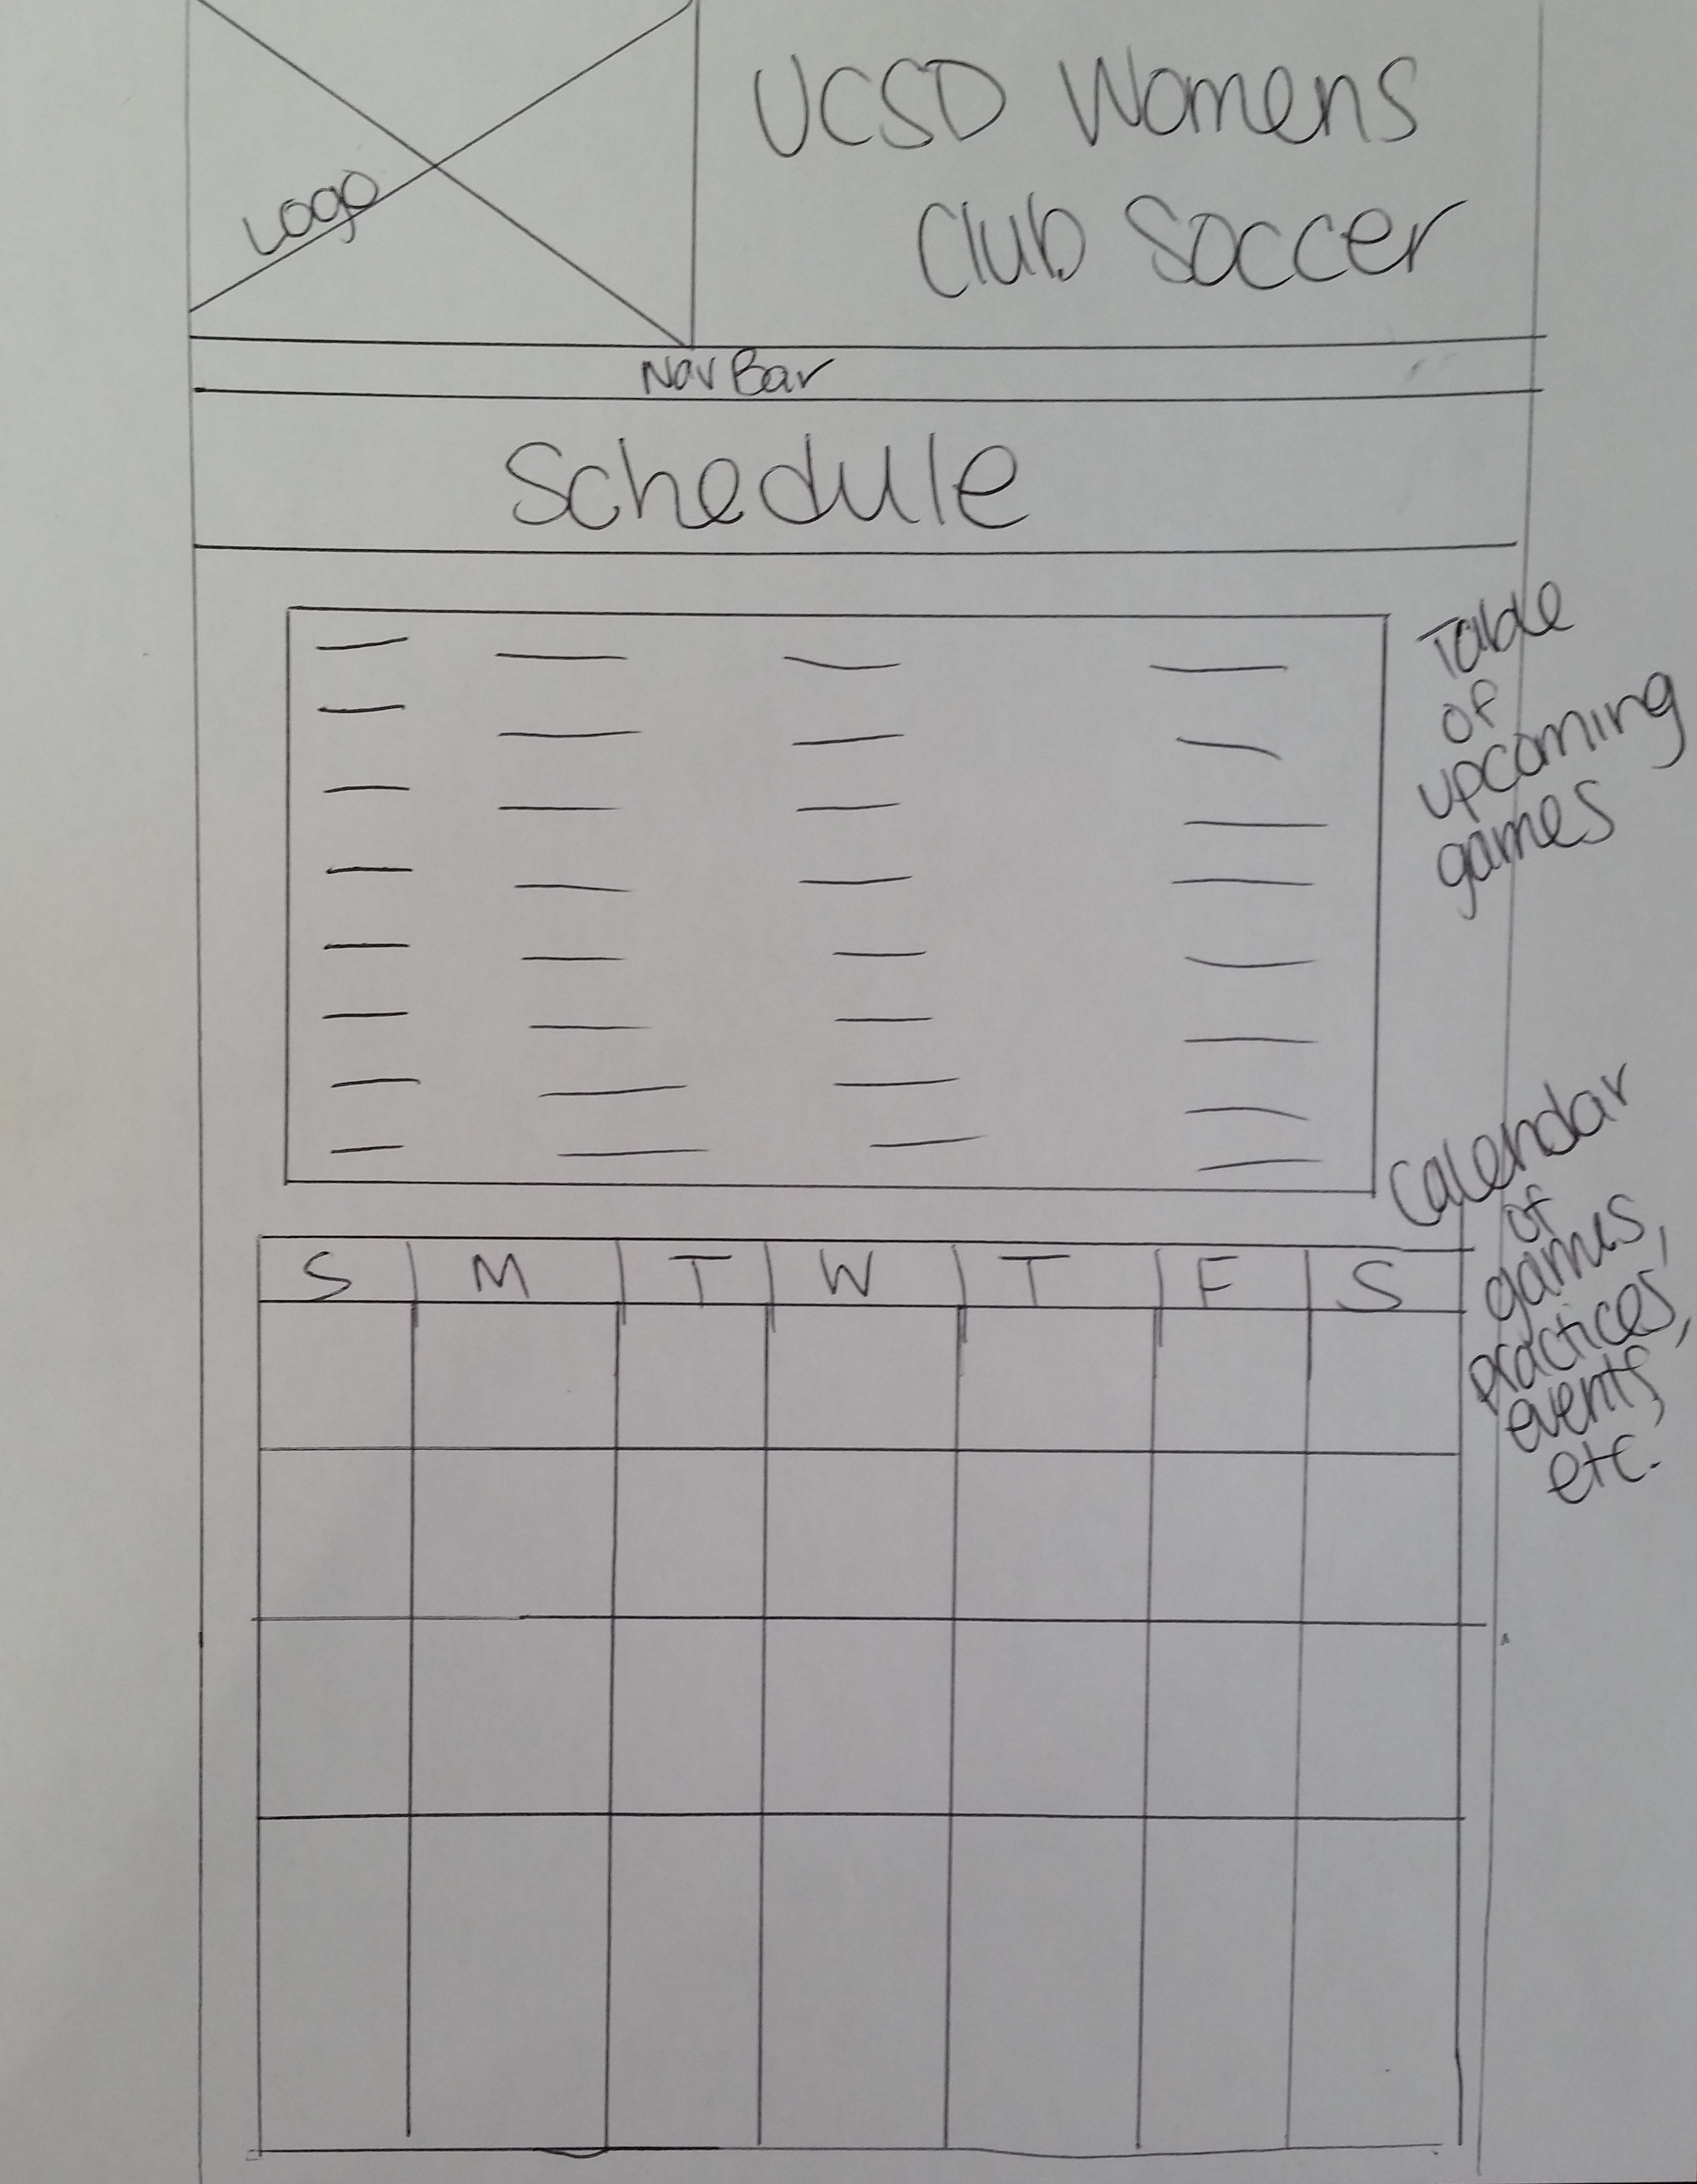 Logo
UCSD Womens
Club Soccer
Nav Bar
Schedule
Table
of
upcoming
games
S M T W T F S
Calendar
of
games,
practices,
events,
etc.